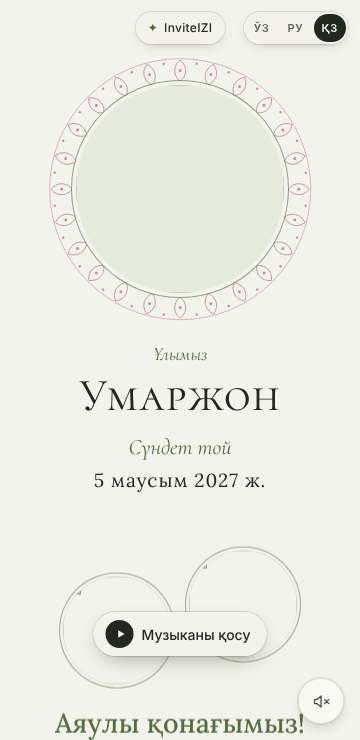 InviteIZI
ЎЗ РУ ҚЗ
Ұлымыз
Умаржон
Сүндет той
5 маусым 2027 ж.
Музыканы қосу
Аяулы қонағымыз!